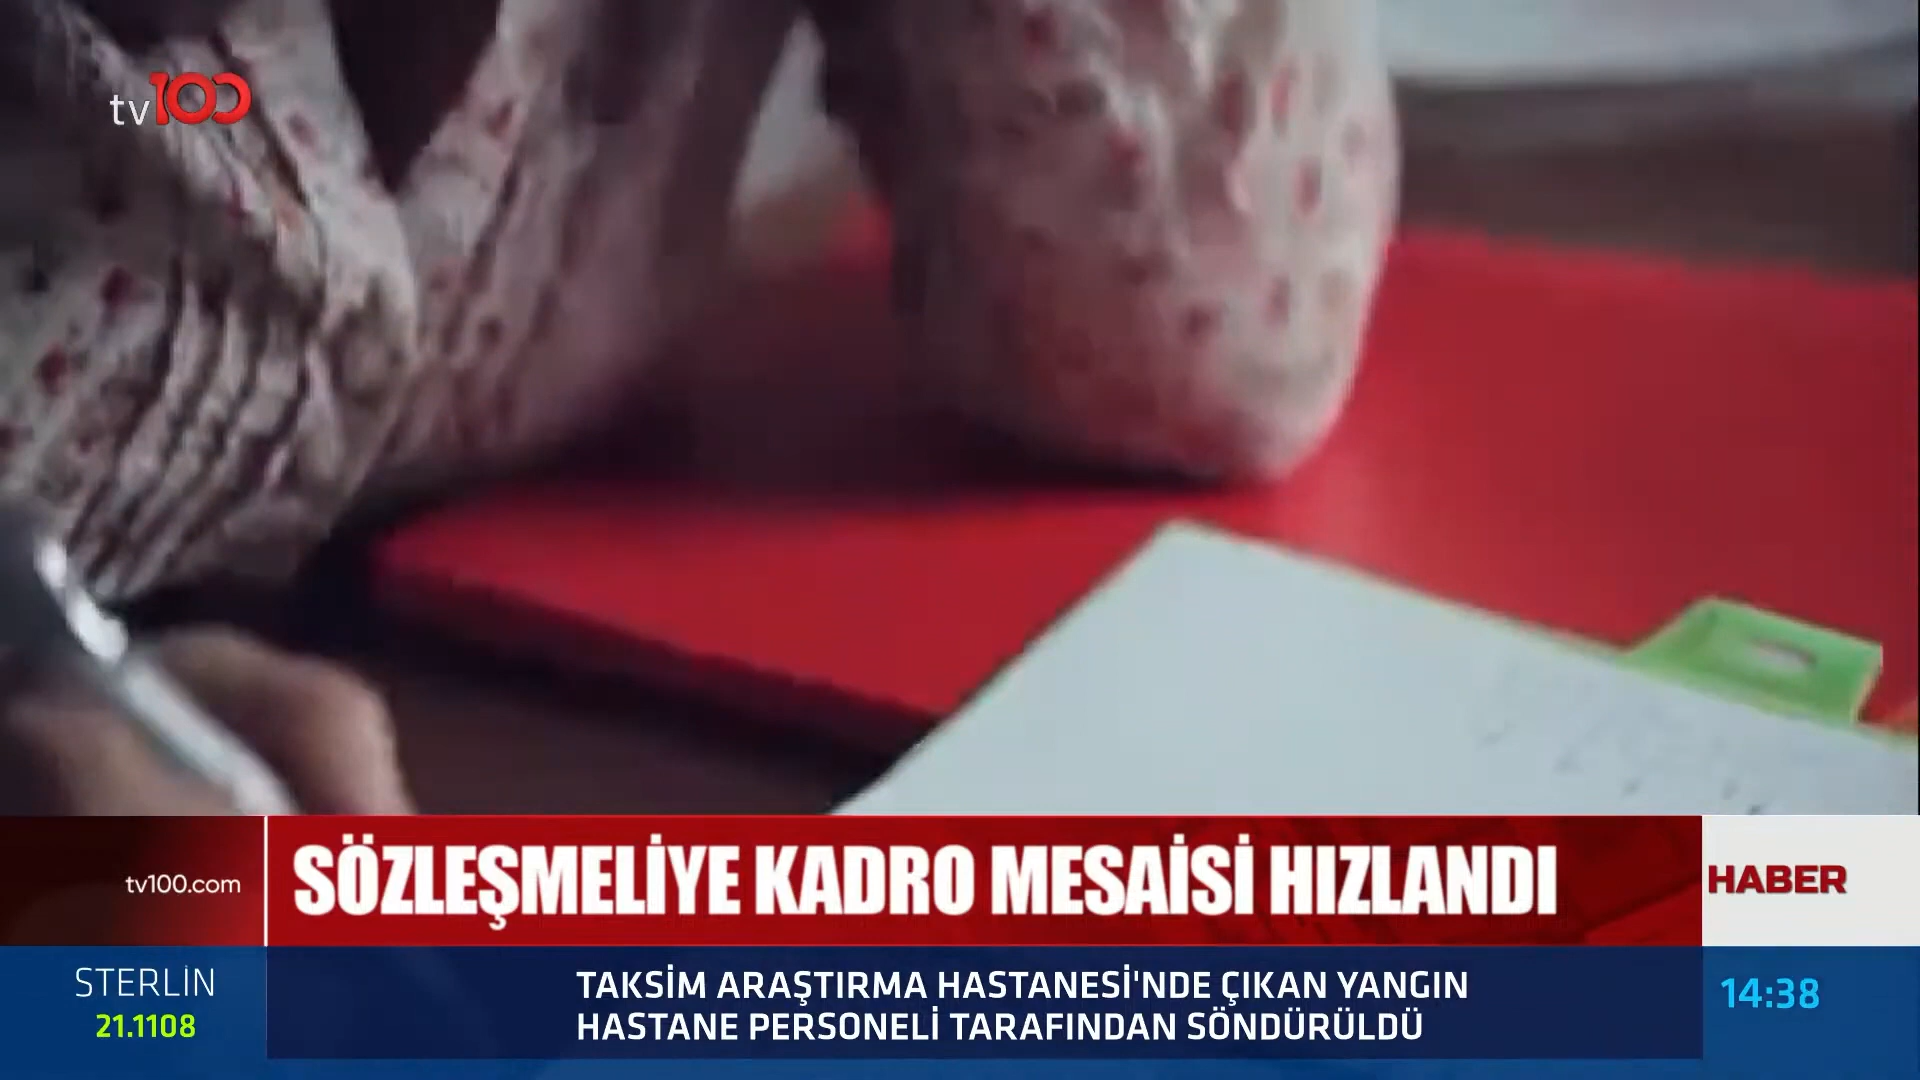 tv100
tv100.com
SÖZLEŞMELİYE KADRO MESAİSİ HIZLANDI
HABER
STERLİN
21.1108
TAKSİM ARAŞTIRMA HASTANESİ'NDE ÇIKAN YANGIN
HASTANE PERSONELİ TARAFINDAN SÖNDÜRÜLDÜ
14:38